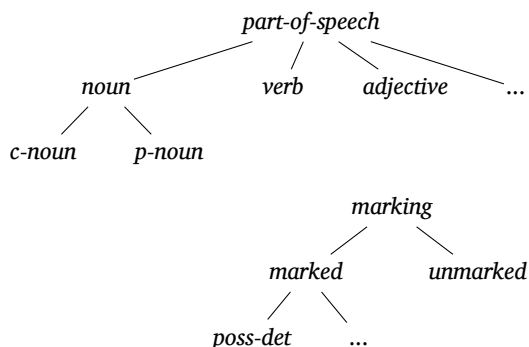 part-of-speech
noun verb adjective ...
c-noun p-noun
marking
marked unmarked
poss-det ...